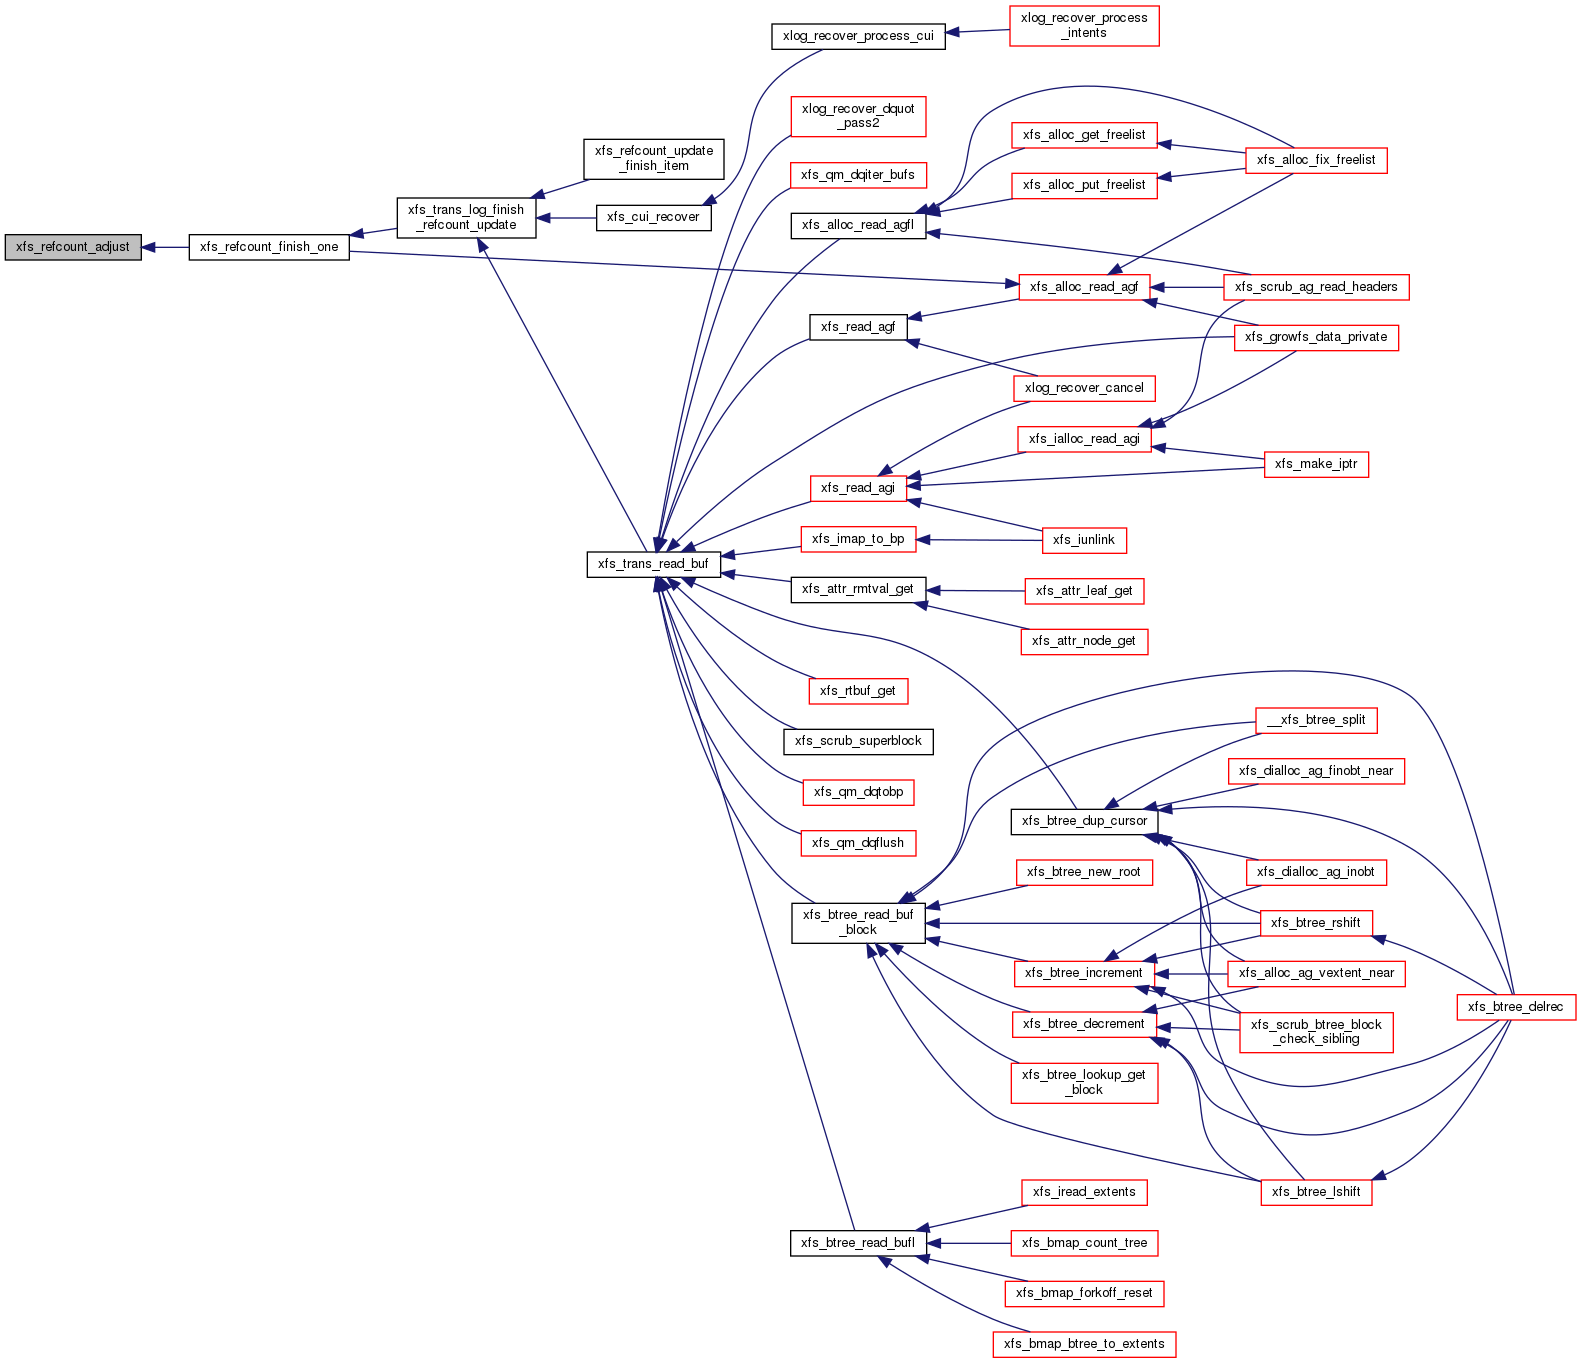 xlog_recover_process
_intents
xlog_recover_process_cui
xlog_recover_dquot
_pass2
xfs_alloc_get_freelist
xfs_refcount_update
_finish_item
xfs_alloc_fix_freelist
xfs_qm_dqiter_bufs
xfs_alloc_put_freelist
xfs_trans_log_finish
_refcount_update
xfs_cui_recover
xfs_alloc_read_agfl
xfs_refcount_adjust
xfs_refcount_finish_one
xfs_alloc_read_agf
xfs_scrub_ag_read_headers
xfs_read_agf
xfs_growfs_data_private
xlog_recover_cancel
xfs_ialloc_read_agi
xfs_make_iptr
xfs_read_agi
xfs_imap_to_bp
xfs_iunlink
xfs_trans_read_buf
xfs_attr_rmtval_get
xfs_attr_leaf_get
xfs_attr_node_get
xfs_rtbuf_get
__xfs_btree_split
xfs_scrub_superblock
xfs_dialloc_ag_finobt_near
xfs_qm_dqtobp
xfs_btree_dup_cursor
xfs_qm_dqflush
xfs_btree_new_root
xfs_dialloc_ag_inobt
xfs_btree_read_buf
_block
xfs_btree_rshift
xfs_btree_increment
xfs_alloc_ag_vextent_near
xfs_btree_delrec
xfs_btree_decrement
xfs_scrub_btree_block
_check_sibling
xfs_btree_lookup_get
_block
xfs_iread_extents
xfs_btree_lshift
xfs_btree_read_bufl
xfs_bmap_count_tree
xfs_bmap_forkoff_reset
xfs_bmap_btree_to_extents